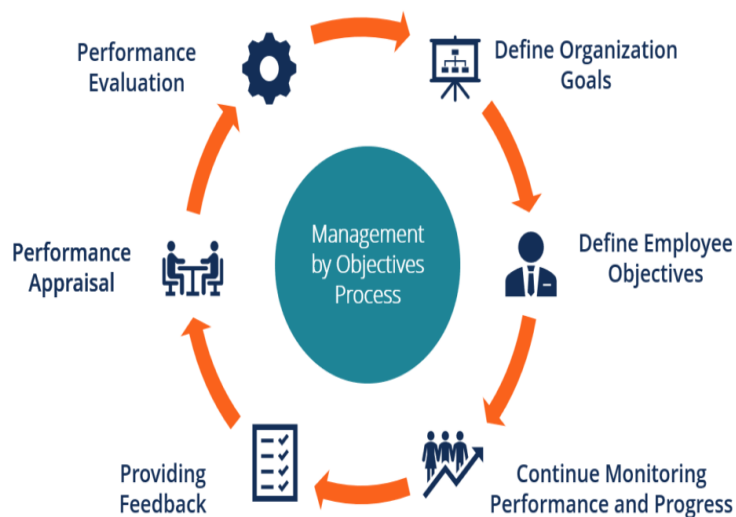 Performance
Evaluation
Define Organization
Goals
Management
by Objectives
Process
Define Employee
Objectives
Continue Monitoring
Performance and Progress
Providing
Feedback
Performance
Appraisal